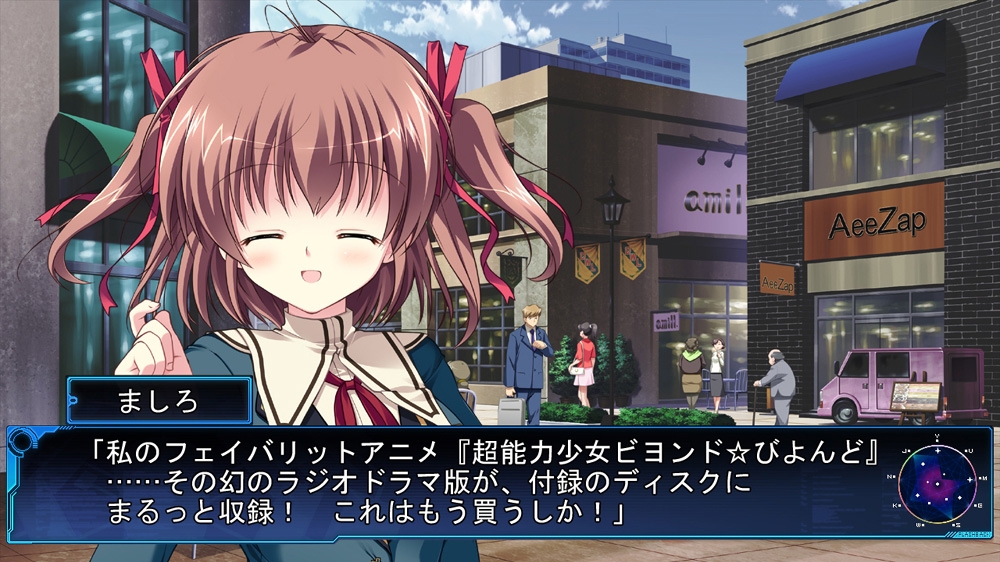 amill
AeeZap
AeeZap
amill.
ましろ
「私のフェイバリットアニメ『超能力少女ビヨンド☆びよんど』
……その幻のラジオドラマ版が、付録のディスクに
まるっと収録！　これはもう買うしか！」